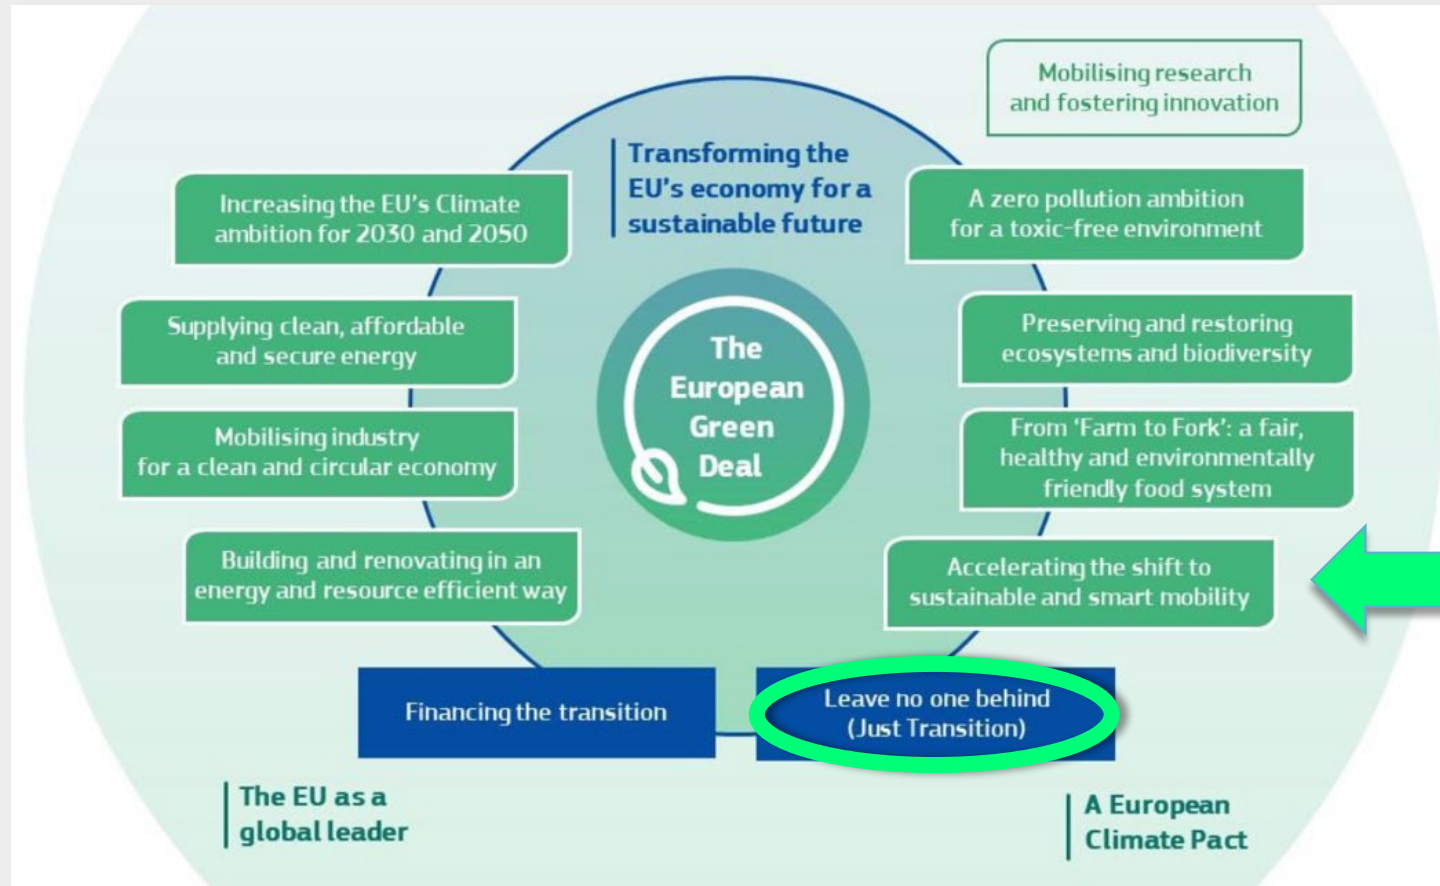 Mobilising research
and fostering innovation
Transforming the
EU's economy for a
sustainable future
Increasing the EU's Climate
ambition for 2030 and 2050
Supplying clean, affordable
and secure energy
Mobilising industry
for a clean and circular economy
Building and renovating in an
energy and resource efficient way
The
European
Green
Deal
A zero pollution ambition
for a toxic-free environment
Preserving and restoring
ecosystems and biodiversity
From ‘Farm to Fork’: a fair,
healthy and environmentally
friendly food system
Accelerating the shift to
sustainable and smart mobility
Financing the transition
Leave no one behind
(Just Transition)
The EU as a
global leader
A European
Climate Pact